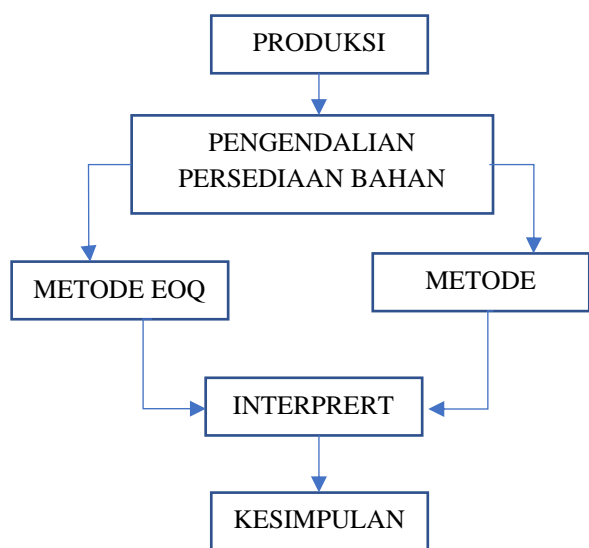 PRODUKSI
PENGENDALIAN
PERSEDIAAN BAHAN
METODE EOQ
METODE
INTERPRERT
KESIMPULAN